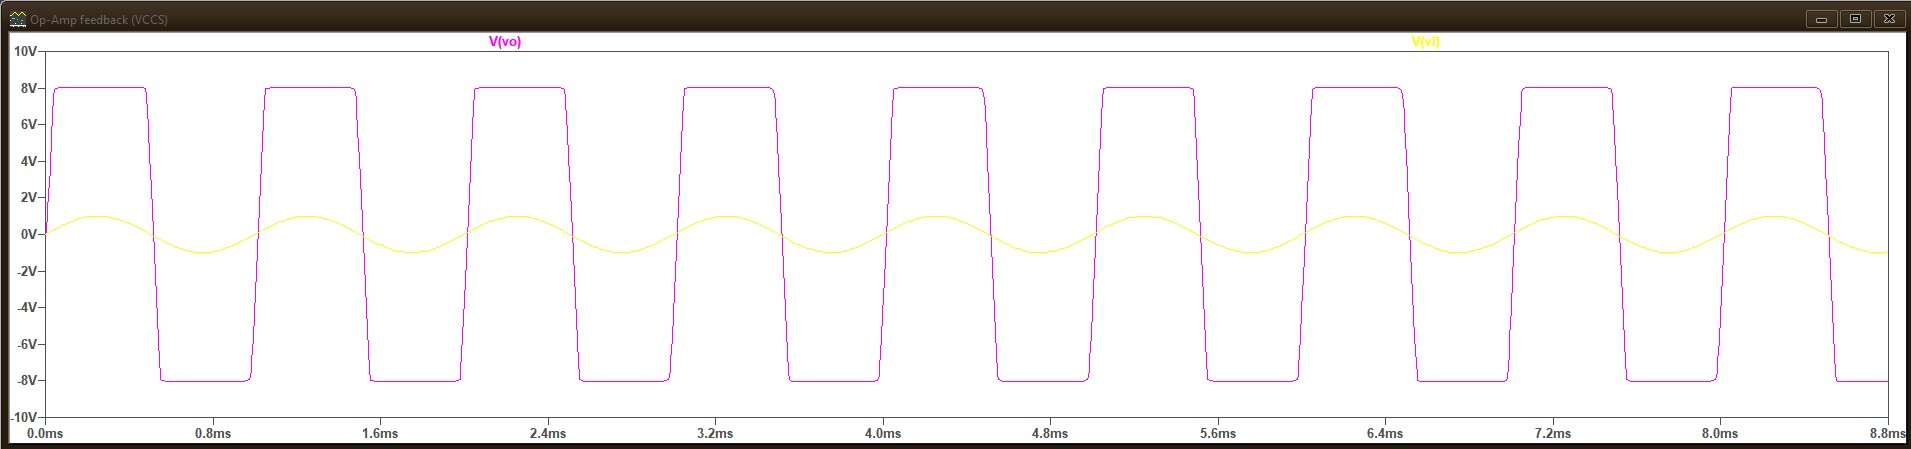 Op-Amp feedback (VCCS)
V(vo) V(vi)
10V
8V
6V
4V
2V
0V
-2V
-4V
-6V
-8V
-10V
0.0ms 0.8ms 1.6ms 2.4ms 3.2ms 4.0ms 4.8ms 5.6ms 6.4ms 7.2ms 8.0ms 8.8ms